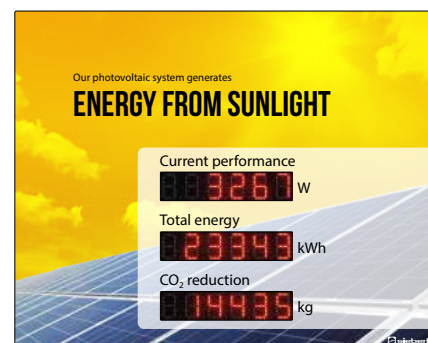 Our photovoltaic system generates
ENERGY FROM SUNLIGHT
Current performance
3267 W
Total energy
23343 kWh
CO₂ reduction
14435 kg